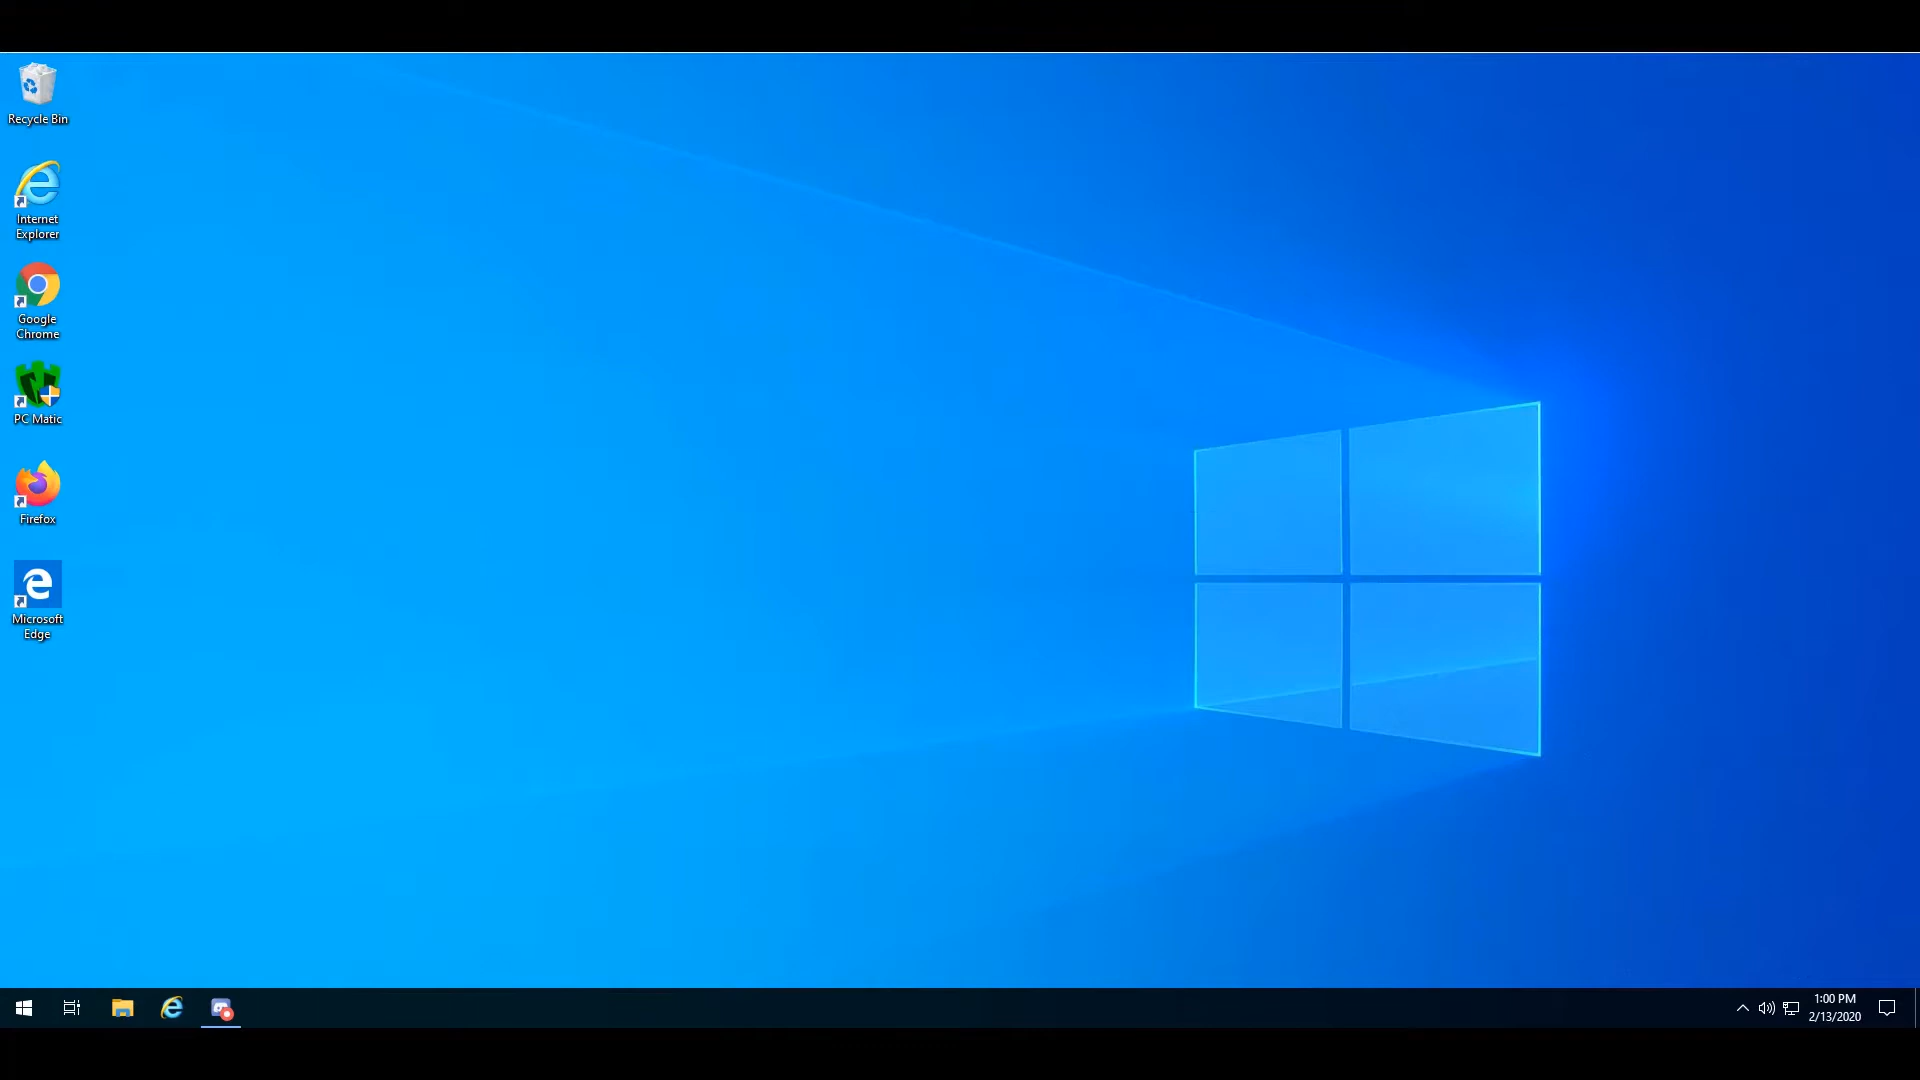 Recycle Bin
Internet
Explorer
Google
Chrome
PC Matic
Firefox
Microsoft
Edge
1:00 PM
2/13/2020